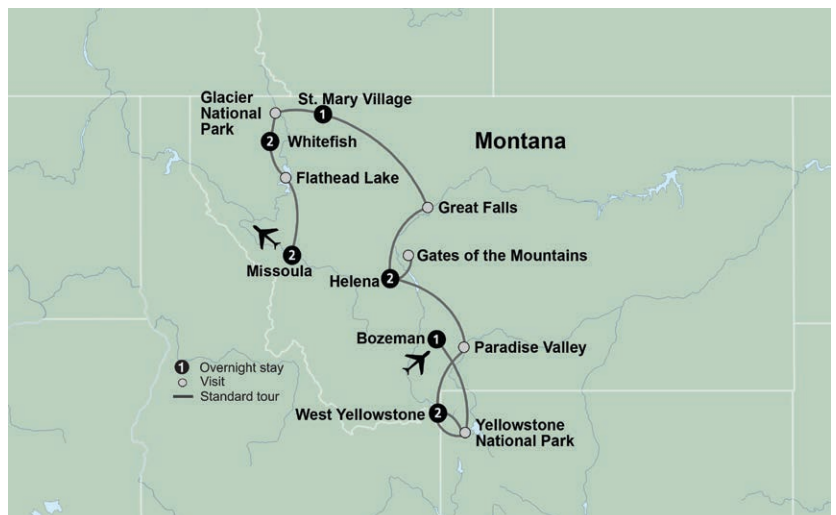 Glacier
National
Park
St. Mary Village
1
2
Whitefish
Montana
Flathead Lake
Great Falls
2
Missoula
Gates of the Mountains
Helena
2
Bozeman
1
Paradise Valley
1 Overnight stay
Visit
Standard tour
West Yellowstone
2
Yellowstone
National Park